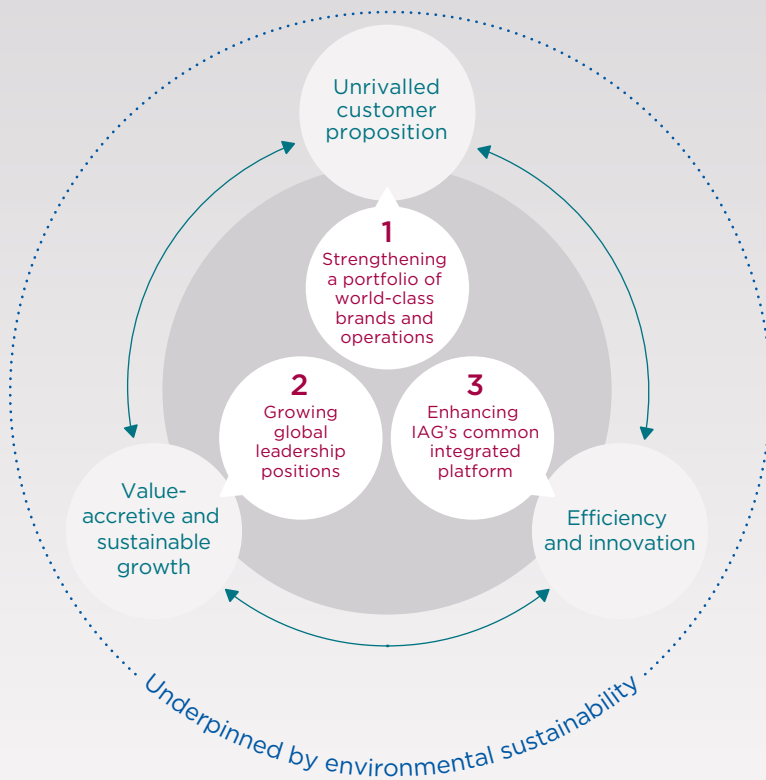 Unrivalled
customer
proposition
1
Strengthening
a portfolio of
world-class
brands and
operations
2
Growing
global
leadership
positions
3
Enhancing
IAG’s common
integrated
platform
Value-
accretive and
sustainable
growth
Efficiency
and innovation
Underpinned by environmental sustainability